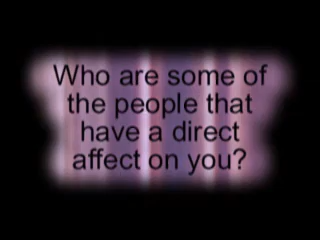 Who are some of
the people that
have a direct
affect on you?